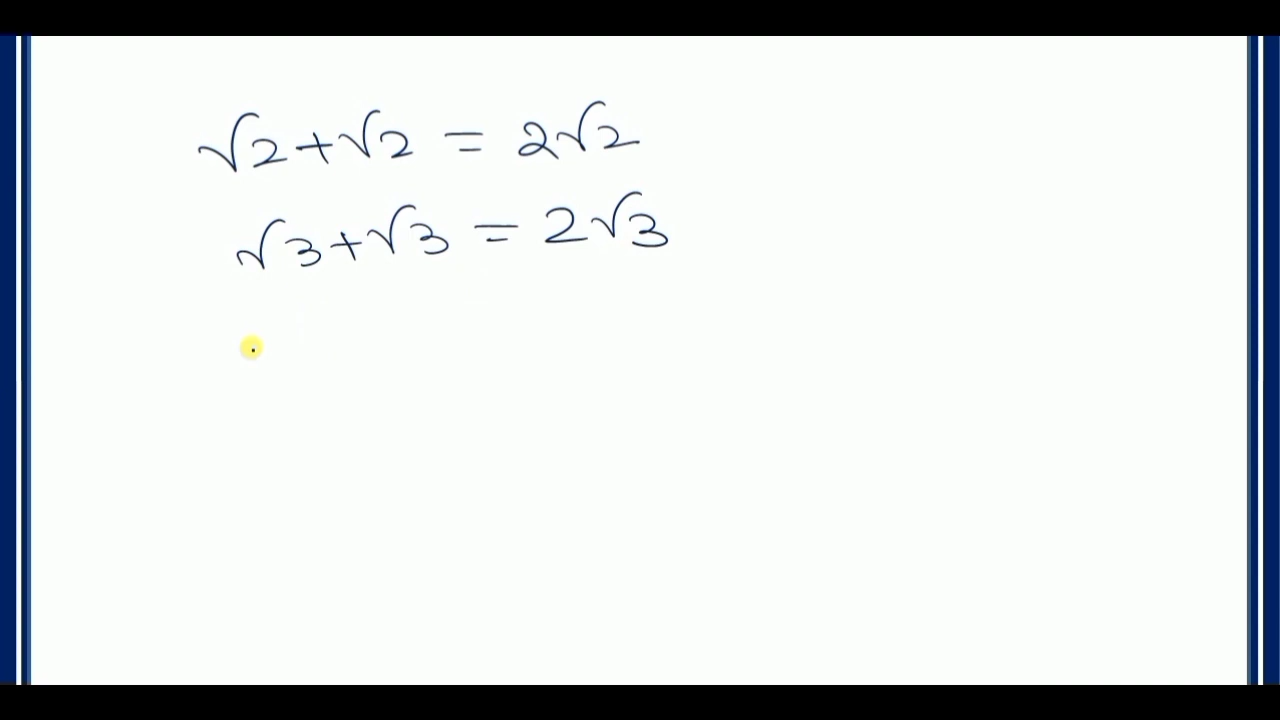 √2+√2 = 2√2
√3+√3 = 2√3